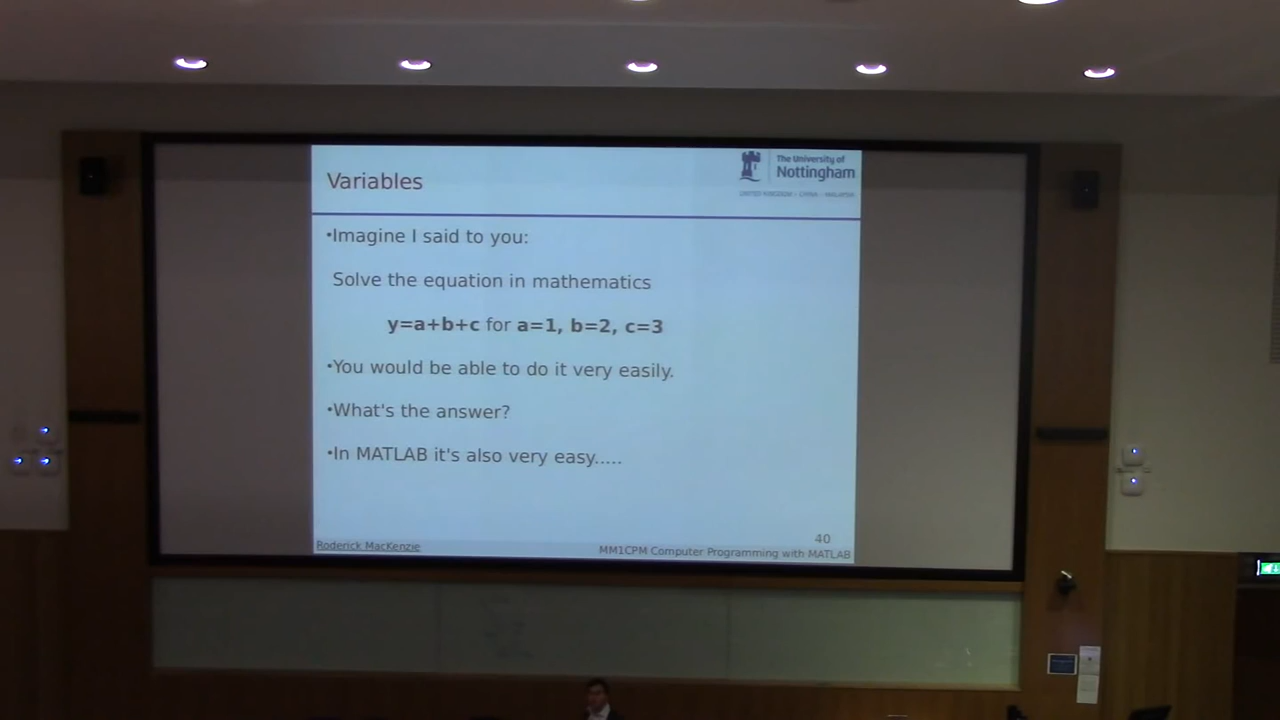 Variables
The University of
Nottingham
UNITED KINGDOM · CHINA · MALAYSIA
•Imagine I said to you:
Solve the equation in mathematics
y=a+b+c for a=1, b=2, c=3
•You would be able to do it very easily.
•What's the answer?
•In MATLAB it's also very easy.....
40
Roderick MacKenzie
MM1CPM Computer Programming with MATLAB